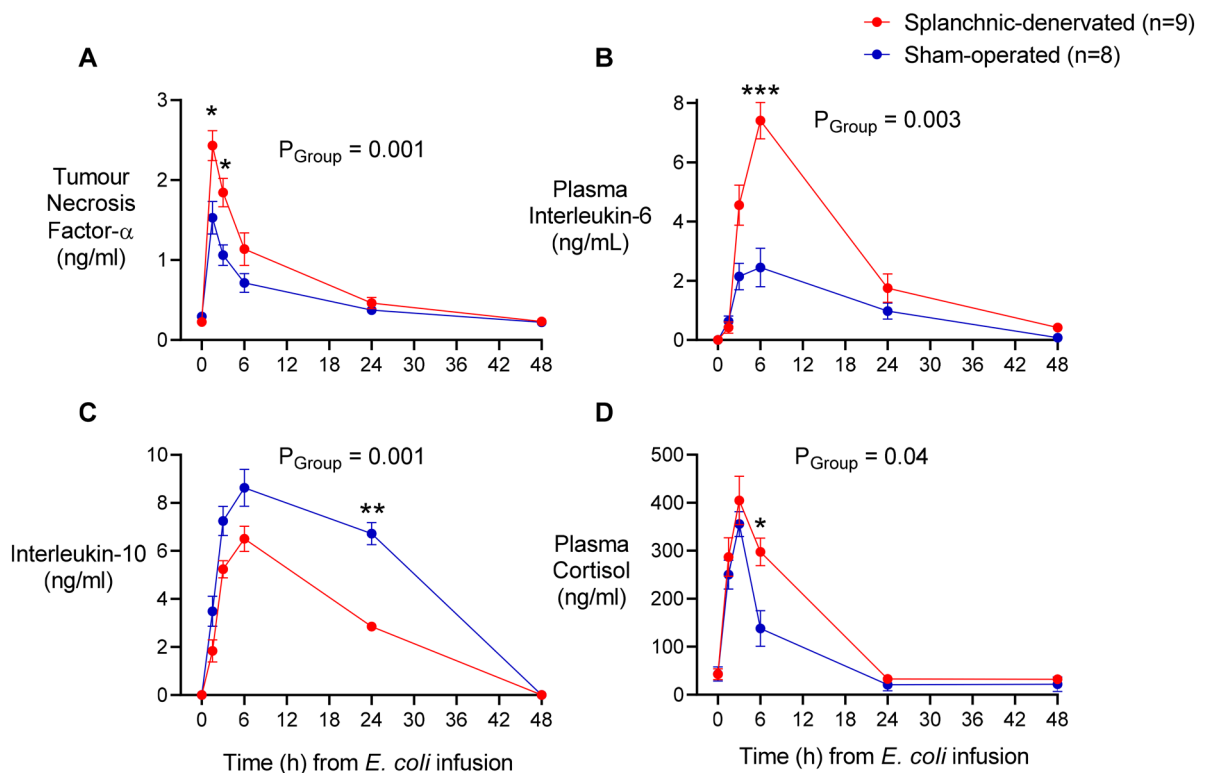 Splanchnic-denervated (n=9)
Sham-operated (n=8)
A
3
2
1
0
Tumour
Necrosis
Factor-α
(ng/ml)
* 
*
P_Group = 0.001
0 6 12 18 24 30 36 42 48
B
8
6
4
2
0
Plasma
Interleukin-6
(ng/mL)
***
P_Group = 0.003
0 6 12 18 24 30 36 42 48
C
10
8
6
4
2
0
Interleukin-10
(ng/ml)
P_Group = 0.001
**
0 6 12 18 24 30 36 42 48
Time (h) from E. coli infusion
D
500
400
300
200
100
0
Plasma
Cortisol
(ng/ml)
P_Group = 0.04
*
0 6 12 18 24 30 36 42 48
Time (h) from E. coli infusion